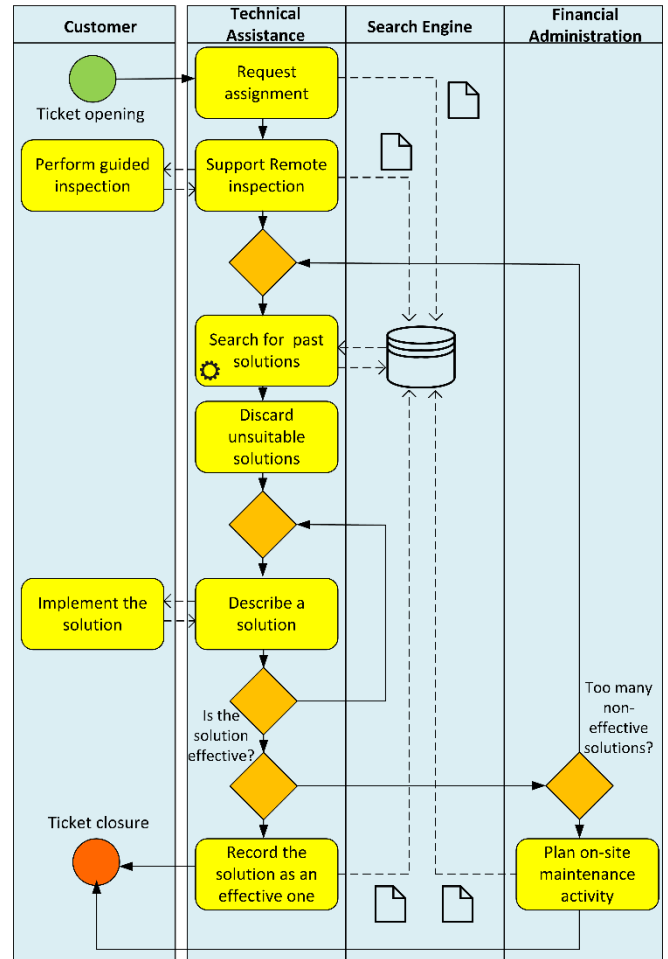 Customer
Technical
Assistance
Search Engine
Financial
Administration
Request
assignment
Ticket opening
Perform guided
inspection
Support Remote
inspection
Search for past
solutions
Discard
unsuitable
solutions
Implement the
solution
Describe a
solution
Is the
solution
effective?
Too many
non-
effective
solutions?
Ticket closure
Record the
solution as an
effective one
Plan on-site
maintenance
activity